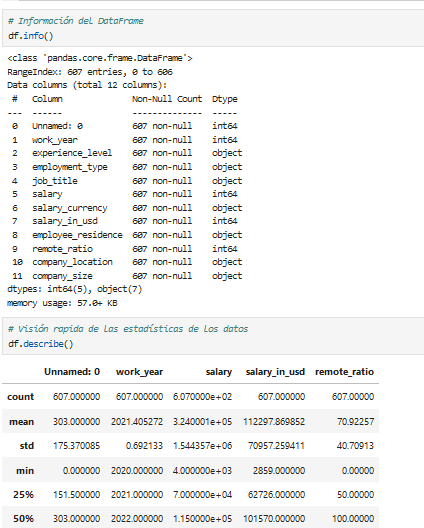 # Información del DataFrame
df.info()
<class 'pandas.core.frame.DataFrame'>
RangeIndex: 607 entries, 0 to 606
Data columns (total 12 columns):
 #   Column              Non-Null Count  Dtype
---  ------              --------------  -----
 0   Unnamed: 0          607 non-null    int64
 1   work_year           607 non-null    int64
 2   experience_level    607 non-null    object
 3   employment_type     607 non-null    object
 4   job_title           607 non-null    object
 5   salary              607 non-null    int64
 6   salary_currency     607 non-null    object
 7   salary_in_usd       607 non-null    int64
 8   employee_residence  607 non-null    object
 9   remote_ratio        607 non-null    int64
 10  company_location    607 non-null    object
 11  company_size        607 non-null    object
dtypes: int64(5), object(7)
memory usage: 57.0+ KB
# Visión rapida de las estadísticas de los datos
df.describe()
Unnamed: 0 work_year salary salary_in_usd remote_ratio
count 607.000000 607.000000 6.070000e+02 607.000000 607.00000
mean 303.000000 2021.405272 3.240001e+05 112297.869852 70.92257
std 175.370085 0.692133 1.544357e+06 70957.259411 40.70913
min 0.000000 2020.000000 4.000000e+03 2859.000000 0.00000
25% 151.500000 2021.000000 7.000000e+04 62726.000000 50.00000
50% 303.000000 2022.000000 1.150000e+05 101570.000000 100.00000